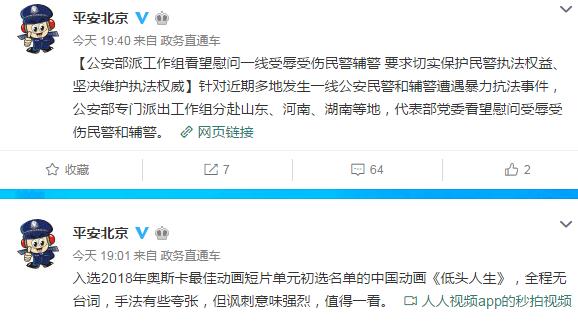 平安北京
今天 19:40 来自 政务直通车
【公安部派工作组看望慰问一线受辱受伤民警辅警 要求切实保护民警执法权益、
坚决维护执法权威】针对近期多地发生一线公安民警和辅警遭遇暴力抗法事件，
公安部专门派出工作组分赴山东、河南、湖南等地，代表部党委看望慰问受辱受
伤民警和辅警。 网页链接
收藏 7 64 2
平安北京
今天 19:01 来自 政务直通车
入选2018年奥斯卡最佳动画短片单元初选名单的中国动画《低头人生》，全程无
台词，手法有些夸张，但讽刺意味强烈，值得一看。 人人视频app的秒拍视频